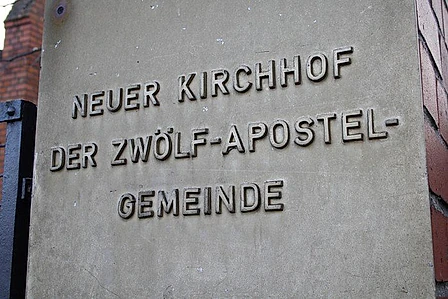 NEUER KIRCHHOF
DER ZWÖLF-APOSTEL-
GEMEINDE